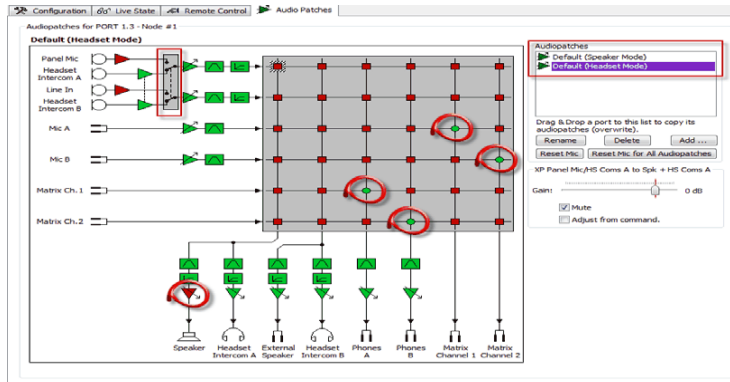 Configuration
Live State
Remote Control
Audio Patches
Audiopatches for PORT 1.3 - Node #1
Default (Headset Mode)
Panel Mic
Headset
Intercom A
Line In
Headset
Intercom B
Mic A
Mic B
Matrix Ch.1
Matrix Ch.2
Speaker
Headset
Intercom A
External
Speaker
Headset
Intercom B
Phones
A
Phones
B
Matrix
Channel 1
Matrix
Channel 2
Audiopatches
Default (Speaker Mode)
Default (Headset Mode)
Drag & Drop a port to this list to copy its
audiopatches (overwrite).
Rename
Delete
Add ...
Reset Mic
Reset Mic for All Audiopatches
XP Panel Mic/HS Coms A to Spk + HS Coms A
Gain:
0 dB
Mute
Adjust from command.